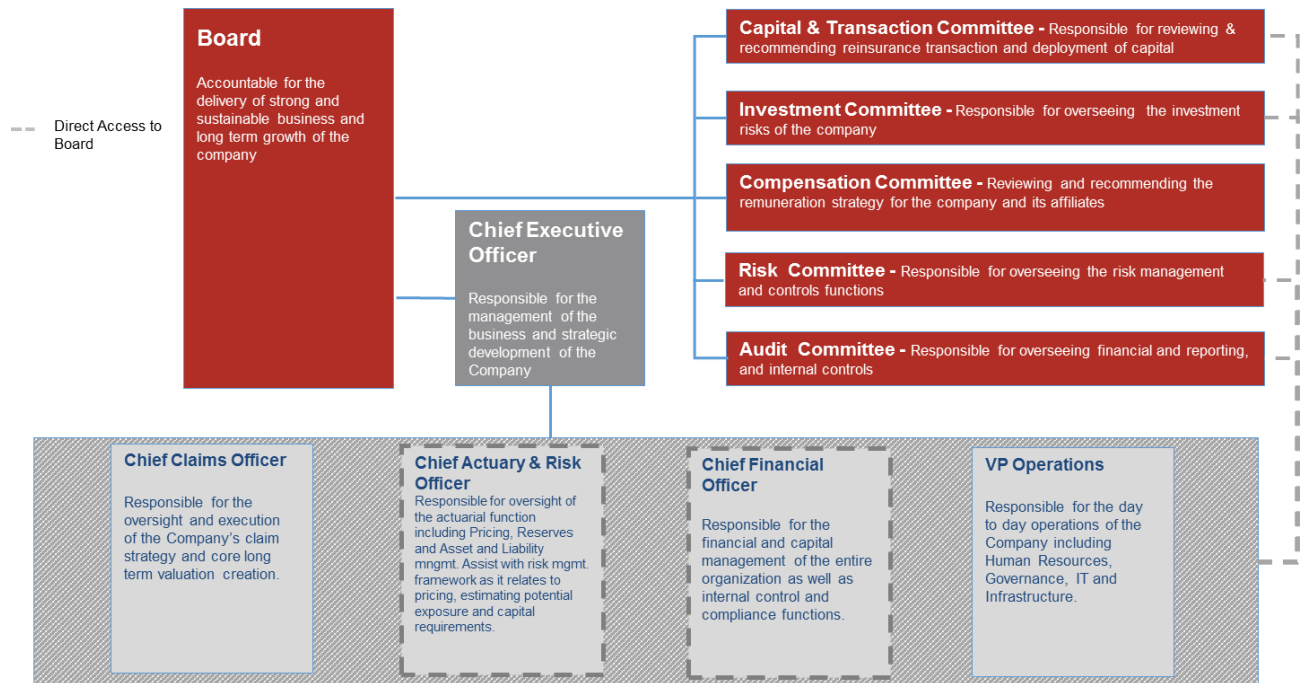 Direct Access to
Board
Board
Accountable for the
delivery of strong and
sustainable business and
long term growth of the
company
Chief Executive
Officer
Responsible for the
management of the
business and strategic
development of the
Company
Capital & Transaction Committee - Responsible for reviewing &
recommending reinsurance transaction and deployment of capital
Investment Committee - Responsible for overseeing the investment
risks of the company
Compensation Committee - Reviewing and recommending the
remuneration strategy for the company and its affiliates
Risk Committee - Responsible for overseeing the risk management
and controls functions
Audit Committee - Responsible for overseeing financial and reporting,
and internal controls
Chief Claims Officer
Responsible for the
oversight and execution
of the Company's claim
strategy and core long
term valuation creation.
Chief Actuary & Risk
Officer
Responsible for oversight of
the actuarial function
including Pricing, Reserves
and Asset and Liability
mngmt. Assist with risk mgmt.
framework as it relates to
pricing, estimating potential
exposure and capital
requirements.
Chief Financial
Officer
Responsible for the
financial and capital
management of the entire
organization as well as
internal control and
compliance functions.
VP Operations
Responsible for the day
to day operations of the
Company including
Human Resources,
Governance, IT and
Infrastructure.